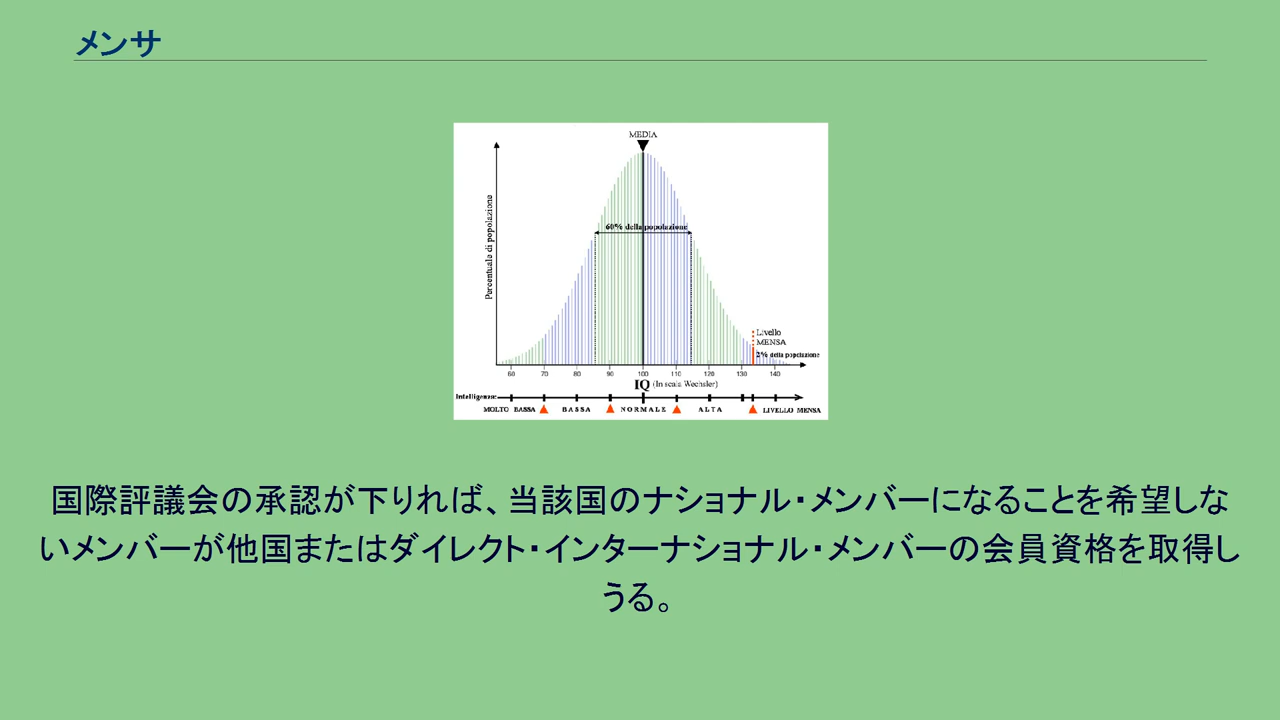 メンサ
MEDIA
Percentuale di popolazione
60% della popolazione
Livello
MENSA
2% della popolazione
60 70 80 90 100 110 120 130 140
IQ (In scala Wechsler)
Intelligenza:
MOLTO BASSA BASSA NORMALE ALTA LIVELLO MENSA
国際評議会の承認が下りれば、当該国のナショナル・メンバーになることを希望しな
いメンバーが他国またはダイレクト・インターナショナル・メンバーの会員資格を取得し
うる。